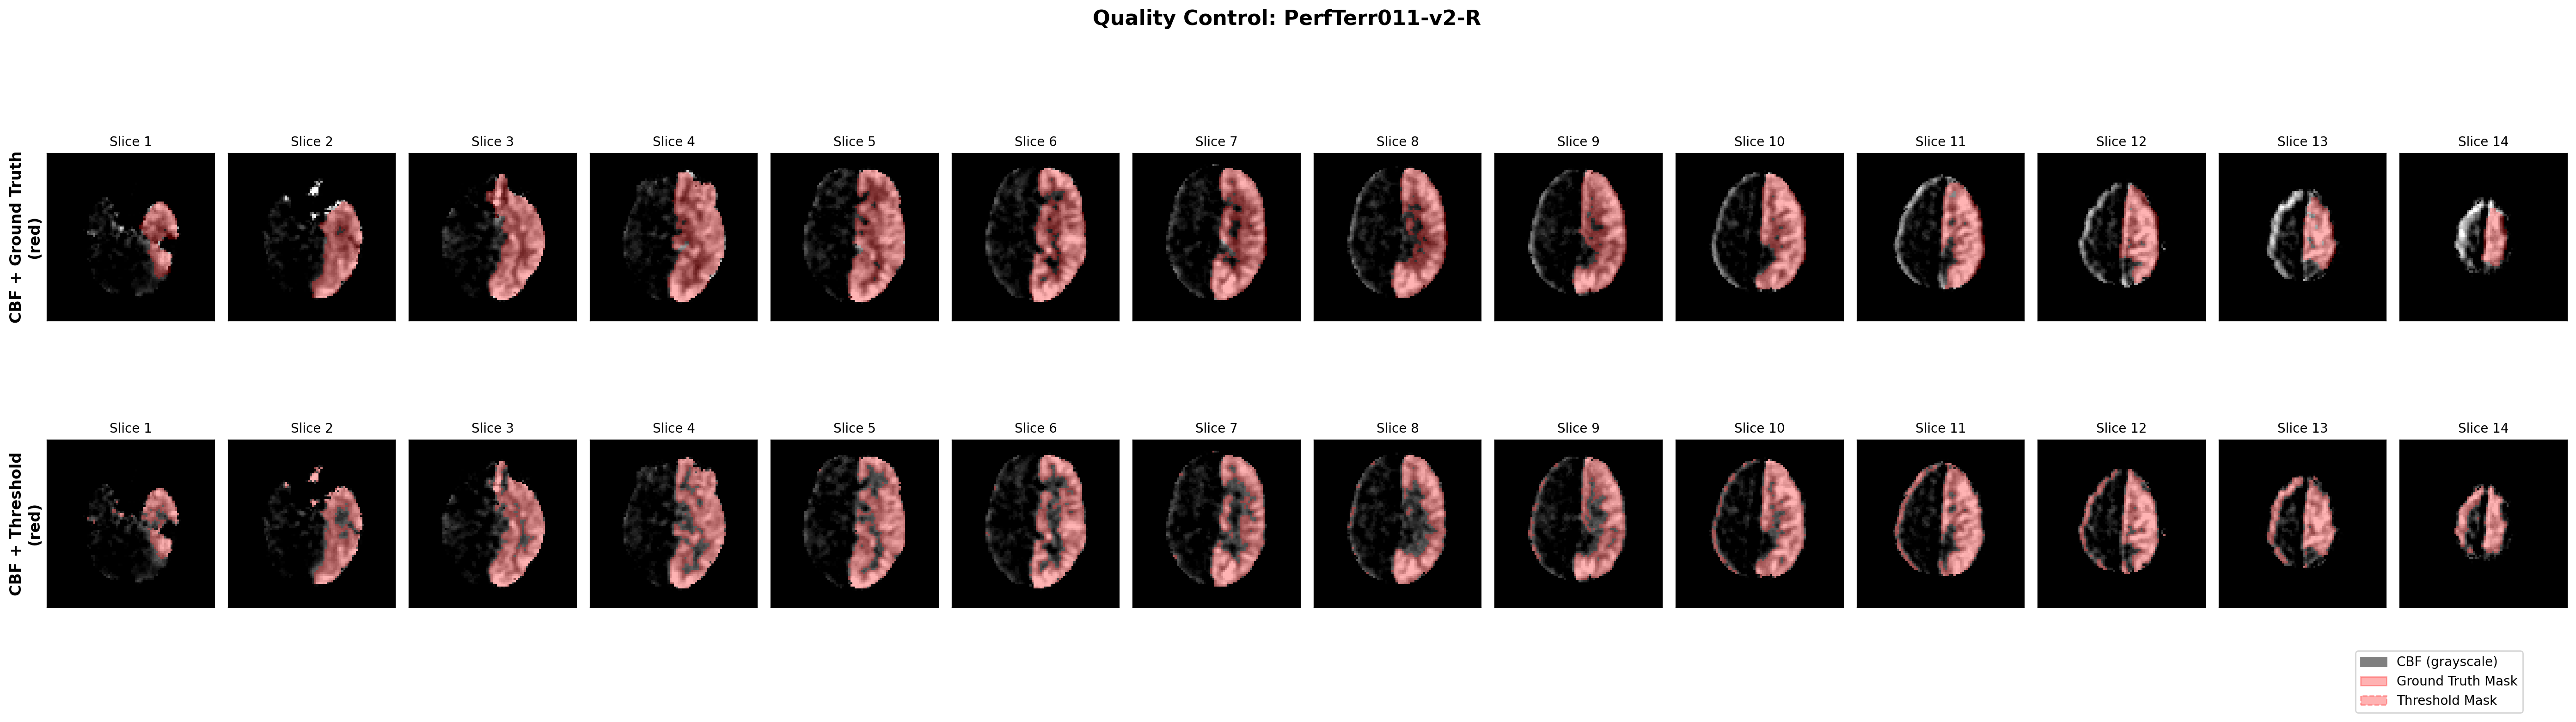 Quality Control: PerfTerr011-v2-R
CBF + Ground Truth
(red)
Slice 1
Slice 2
Slice 3
Slice 4
Slice 5
Slice 6
Slice 7
Slice 8
Slice 9
Slice 10
Slice 11
Slice 12
Slice 13
Slice 14
CBF + Threshold
(red)
Slice 1
Slice 2
Slice 3
Slice 4
Slice 5
Slice 6
Slice 7
Slice 8
Slice 9
Slice 10
Slice 11
Slice 12
Slice 13
Slice 14
CBF (grayscale)
Ground Truth Mask
Threshold Mask